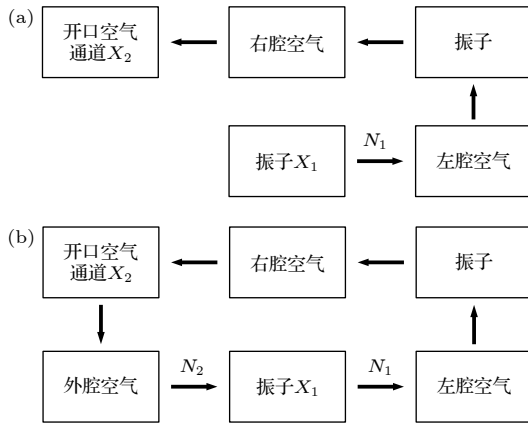 (a)
开口空气
通道X₂
右腔空气
振子
振子X₁
N₁
左腔空气
(b)
开口空气
通道X₂
右腔空气
振子
外腔空气
N₂
振子X₁
N₁
左腔空气